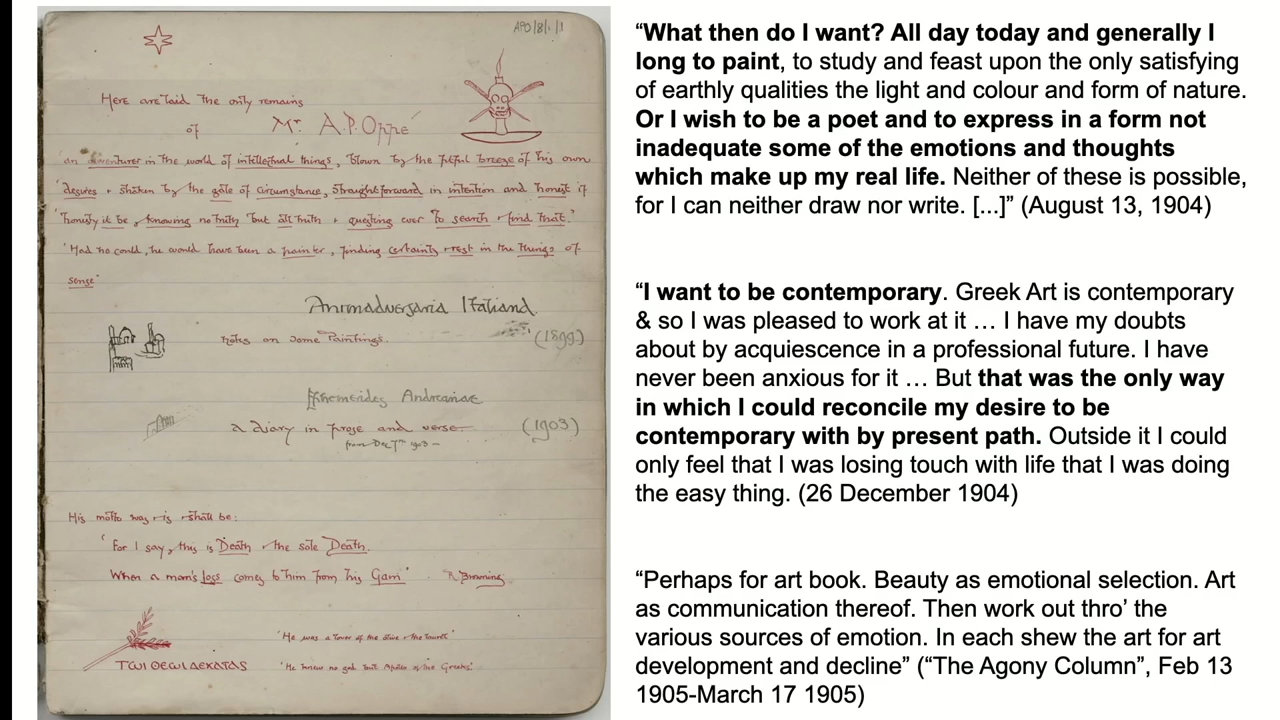 APO/8/1/1
Here are laid the only remains
of Mr. A.P. Oppé
an adventurer in the world of intellectual things, blown by the fitful breeze of his own
desires + shaken by the gale of circumstance, straightforward in intention and honest if
honesty it be, knowing no truth but all truth + questing ever to search + find that.'
'Had he could, he would have been a painter, finding certainty + rest in the things of
sense'
Animadversaria Italiana.
notes on some Paintings. (1899)
Ephemerides Andreanae
a diary in prose and verse (1903)
from Dec 7th 1903 —
His motto was + is + shall be:
'For I say, this is Death + the sole Death.
When a man's loss comes to him from his Gain' R Browning.
'He was a lover of the olive + the laurel'
ΤΩΙ ΘΕΩΙ ΔΕΚΑΤΑΣ 'He knew no god but Apollo of the Greeks.'
“What then do I want? All day today and generally I
long to paint, to study and feast upon the only satisfying
of earthly qualities the light and colour and form of nature.
Or I wish to be a poet and to express in a form not
inadequate some of the emotions and thoughts
which make up my real life. Neither of these is possible,
for I can neither draw nor write. [...]” (August 13, 1904)
“I want to be contemporary. Greek Art is contemporary
& so I was pleased to work at it … I have my doubts
about by acquiescence in a professional future. I have
never been anxious for it … But that was the only way
in which I could reconcile my desire to be
contemporary with by present path. Outside it I could
only feel that I was losing touch with life that I was doing
the easy thing. (26 December 1904)
“Perhaps for art book. Beauty as emotional selection. Art
as communication thereof. Then work out thro’ the
various sources of emotion. In each shew the art for art
development and decline” (“The Agony Column”, Feb 13
1905-March 17 1905)